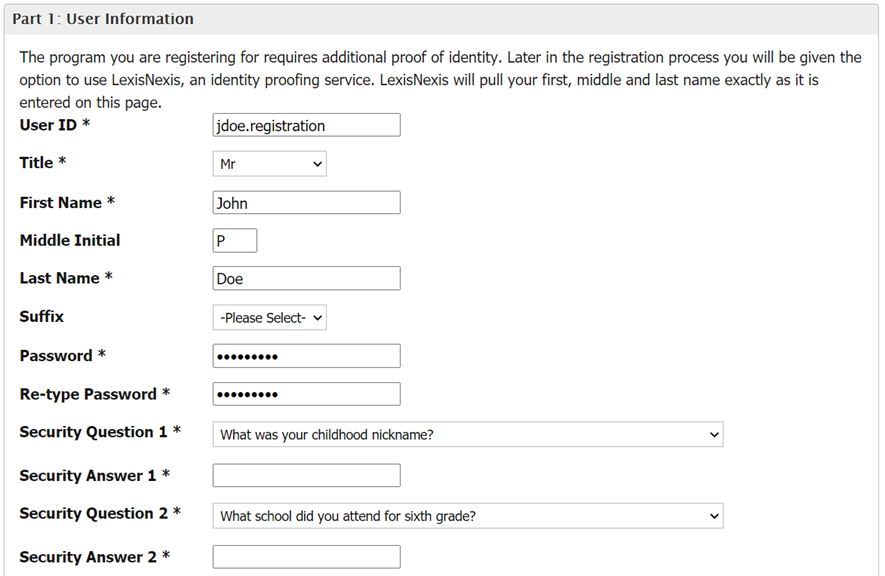 Part 1: User Information
The program you are registering for requires additional proof of identity. Later in the registration process you will be given the
option to use LexisNexis, an identity proofing service. LexisNexis will pull your first, middle and last name exactly as it is
entered on this page.
User ID * jdoe.registration
Title * Mr
First Name * John
Middle Initial P
Last Name * Doe
Suffix -Please Select-
Password * •••••••••
Re-type Password * •••••••••
Security Question 1 * What was your childhood nickname?
Security Answer 1 *
Security Question 2 * What school did you attend for sixth grade?
Security Answer 2 *